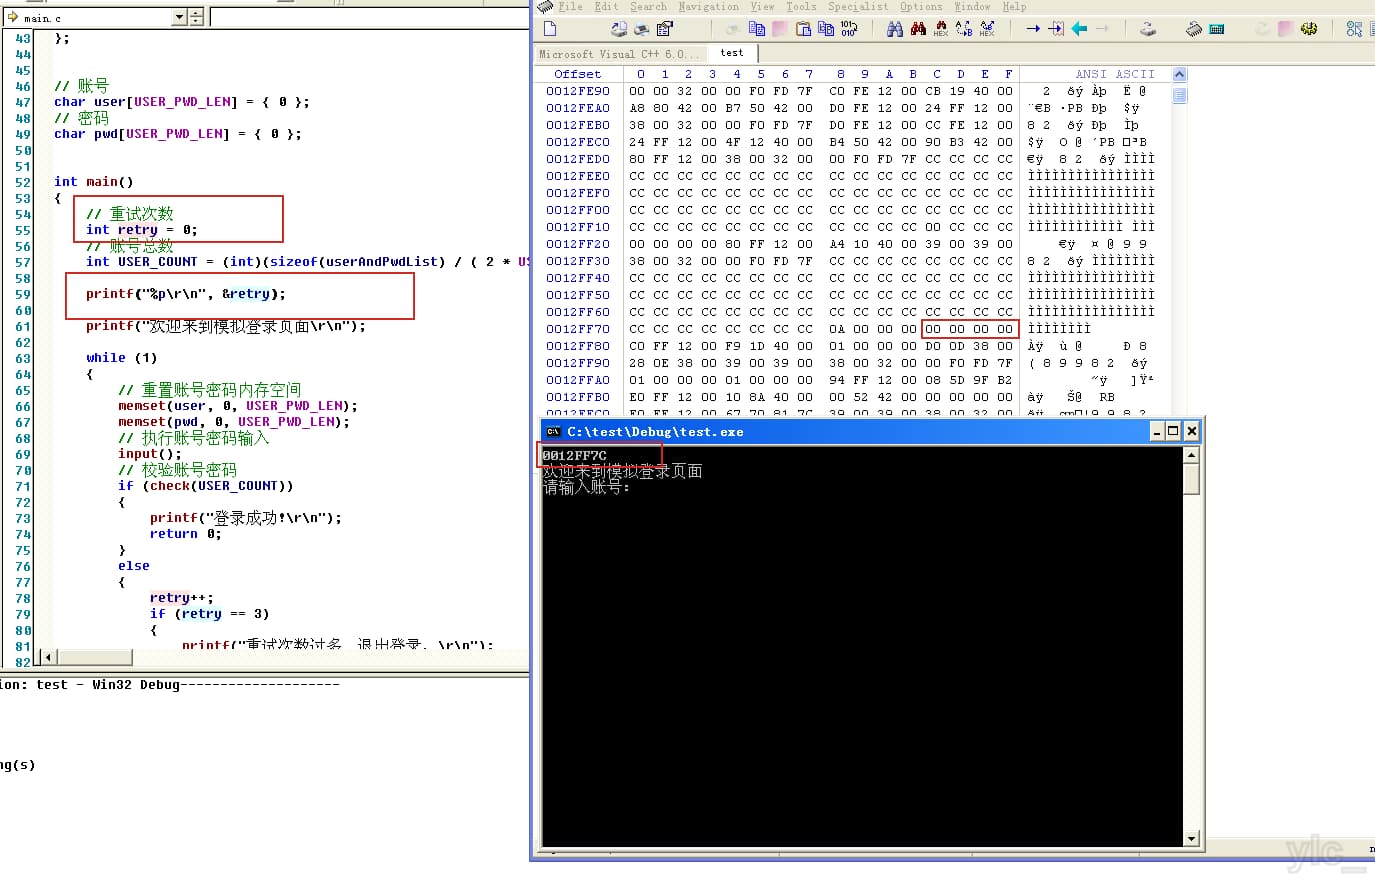 main.c
43 };
44
45
46 // 账号
47 char user[USER_PWD_LEN] = { 0 };
48 // 密码
49 char pwd[USER_PWD_LEN] = { 0 };
50
51
52 int main()
53 {
54 // 重试次数
55 int retry = 0;
56 // 账号总数
57 int USER_COUNT = (int)(sizeof(userAndPwdList) / ( 2 * US
58
59 printf("%p\r\n", &retry);
60
61 printf("欢迎来到模拟登录页面\r\n");
62
63 while (1)
64 {
65 // 重置账号密码内存空间
66 memset(user, 0, USER_PWD_LEN);
67 memset(pwd, 0, USER_PWD_LEN);
68 // 执行账号密码输入
69 input();
70 // 校验账号密码
71 if (check(USER_COUNT))
72 {
73 printf("登录成功!\r\n");
74 return 0;
75 }
76 else
77 {
78 retry++;
79 if (retry == 3)
80 {
81 printf("重试次数过多，退出登录. \r\n");
82
ion: test - Win32 Debug--------------------
ng(s)
File Edit Search Navigation View Tools Specialist Options Window Help
Microsoft Visual C++ 6.0... test
Offset 0 1 2 3 4 5 6 7 8 9 A B C D E F ANSI ASCII
0012FE90 00 00 32 00 00 F0 FD 7F C0 FE 12 00 CB 19 40 00 2 ðý Àþ Ë @
0012FEA0 A8 80 42 00 B7 50 42 00 D0 FE 12 00 24 FF 12 00 ¨€B ·PB Ðþ $ÿ
0012FEB0 38 00 32 00 00 F0 FD 7F D0 FE 12 00 CC FE 12 00 8 2 ðý Ðþ Ìþ
0012FEC0 24 FF 12 00 4F 12 40 00 B4 50 42 00 90 B3 42 00 $ÿ O @ ´PB ³B
0012FED0 80 FF 12 00 38 00 32 00 00 F0 FD 7F CC CC CC CC €ÿ 8 2 ðý ÌÌÌÌ
0012FEE0 CC CC CC CC CC CC CC CC CC CC CC CC CC CC CC CC ÌÌÌÌÌÌÌÌÌÌÌÌÌÌÌÌ
0012FEF0 CC CC CC CC CC CC CC CC CC CC CC CC CC CC CC CC ÌÌÌÌÌÌÌÌÌÌÌÌÌÌÌÌ
0012FF00 CC CC CC CC CC CC CC CC CC CC CC CC CC CC CC CC ÌÌÌÌÌÌÌÌÌÌÌÌÌÌÌÌ
0012FF10 CC CC CC CC CC CC CC CC CC CC CC CC 00 CC CC CC ÌÌÌÌÌÌÌÌÌÌÌÌ ÌÌÌ
0012FF20 00 00 00 00 80 FF 12 00 A4 10 40 00 39 00 39 00 €ÿ ¤ @ 9 9
0012FF30 38 00 32 00 00 F0 FD 7F CC CC CC CC CC CC CC CC 8 2 ðý ÌÌÌÌÌÌÌÌ
0012FF40 CC CC CC CC CC CC CC CC CC CC CC CC CC CC CC CC ÌÌÌÌÌÌÌÌÌÌÌÌÌÌÌÌ
0012FF50 CC CC CC CC CC CC CC CC CC CC CC CC CC CC CC CC ÌÌÌÌÌÌÌÌÌÌÌÌÌÌÌÌ
0012FF60 CC CC CC CC CC CC CC CC CC CC CC CC CC CC CC CC ÌÌÌÌÌÌÌÌÌÌÌÌÌÌÌÌ
0012FF70 CC CC CC CC CC CC CC CC 0A 00 00 00 00 00 00 00 ÌÌÌÌÌÌÌÌ
0012FF80 C0 FF 12 00 F9 1D 40 00 01 00 00 00 D0 0D 38 00 Àÿ ù @ Ð 8
0012FF90 28 0E 38 00 39 00 39 00 38 00 32 00 00 F0 FD 7F ( 8 9 9 8 2 ðý
0012FFA0 01 00 00 00 01 00 00 00 94 FF 12 00 08 5D 9F B2 ”ÿ ]Ÿ²
0012FFB0 E0 FF 12 00 10 8A 40 00 00 52 42 00 00 00 00 00 àÿ Š@ RB
0012FFC0 F0 FF 12 00 67 70 81 7C 39 00 39 00 38 00 32 00
C:\test\Debug\test.exe
0012FF7C
欢迎来到模拟登录页面
请输入账号:
ylc_